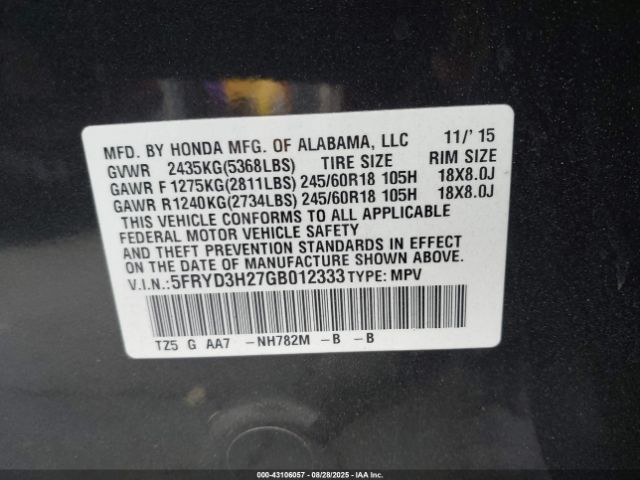 MFD. BY HONDA MFG. OF ALABAMA, LLC 11/'15
GVWR 2435KG(5368LBS) TIRE SIZE RIM SIZE
GAWR F 1275KG(2811LBS) 245/60R18 105H 18X8.0J
GAWR R1240KG(2734LBS) 245/60R18 105H 18X8.0J
THIS VEHICLE CONFORMS TO ALL APPLICABLE
FEDERAL MOTOR VEHICLE SAFETY
AND THEFT PREVENTION STANDARDS IN EFFECT
ON THE DATE OF MANUFACTURE SHOWN ABOVE.
V.I.N.:5FRYD3H27GB012333 TYPE: MPV
TZ5 G AA7 -NH782M -B -B
000-43106057 - 08/28/2025 - IAAI Inc.